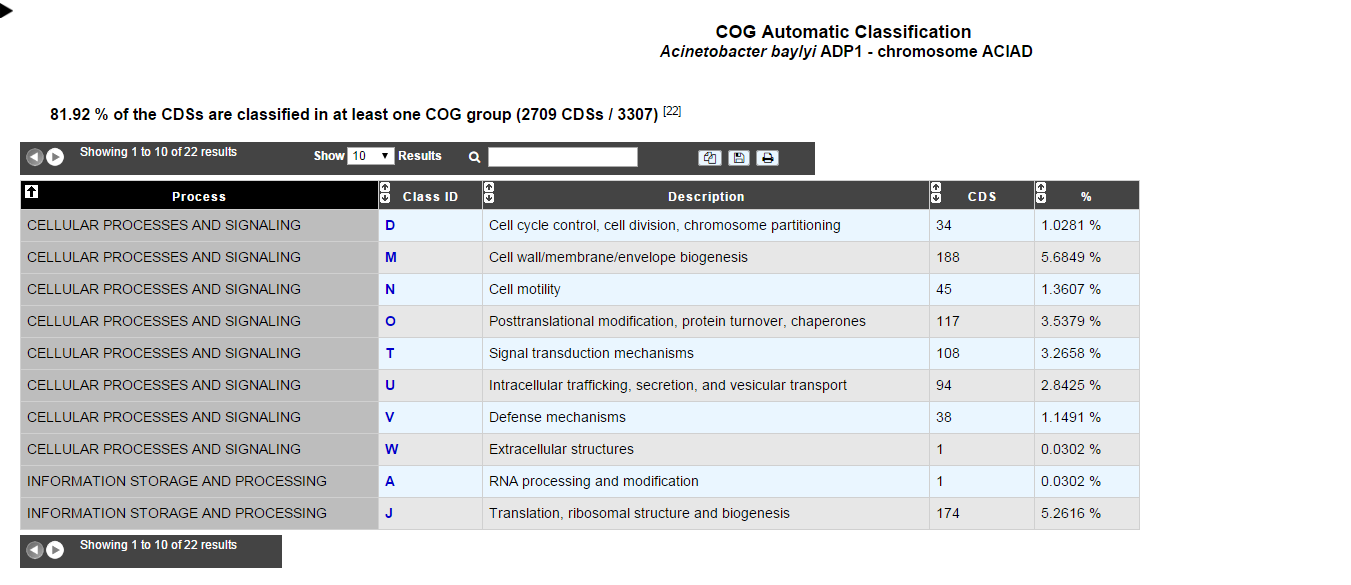 COG Automatic Classification
Acinetobacter baylyi ADP1 - chromosome ACIAD
81.92 % of the CDSs are classified in at least one COG group (2709 CDSs / 3307) [22]
Showing 1 to 10 of 22 results Show 10 Results
Process Class ID Description CDS %
CELLULAR PROCESSES AND SIGNALING D Cell cycle control, cell division, chromosome partitioning 34 1.0281 %
CELLULAR PROCESSES AND SIGNALING M Cell wall/membrane/envelope biogenesis 188 5.6849 %
CELLULAR PROCESSES AND SIGNALING N Cell motility 45 1.3607 %
CELLULAR PROCESSES AND SIGNALING O Posttranslational modification, protein turnover, chaperones 117 3.5379 %
CELLULAR PROCESSES AND SIGNALING T Signal transduction mechanisms 108 3.2658 %
CELLULAR PROCESSES AND SIGNALING U Intracellular trafficking, secretion, and vesicular transport 94 2.8425 %
CELLULAR PROCESSES AND SIGNALING V Defense mechanisms 38 1.1491 %
CELLULAR PROCESSES AND SIGNALING W Extracellular structures 1 0.0302 %
INFORMATION STORAGE AND PROCESSING A RNA processing and modification 1 0.0302 %
INFORMATION STORAGE AND PROCESSING J Translation, ribosomal structure and biogenesis 174 5.2616 %
Showing 1 to 10 of 22 results